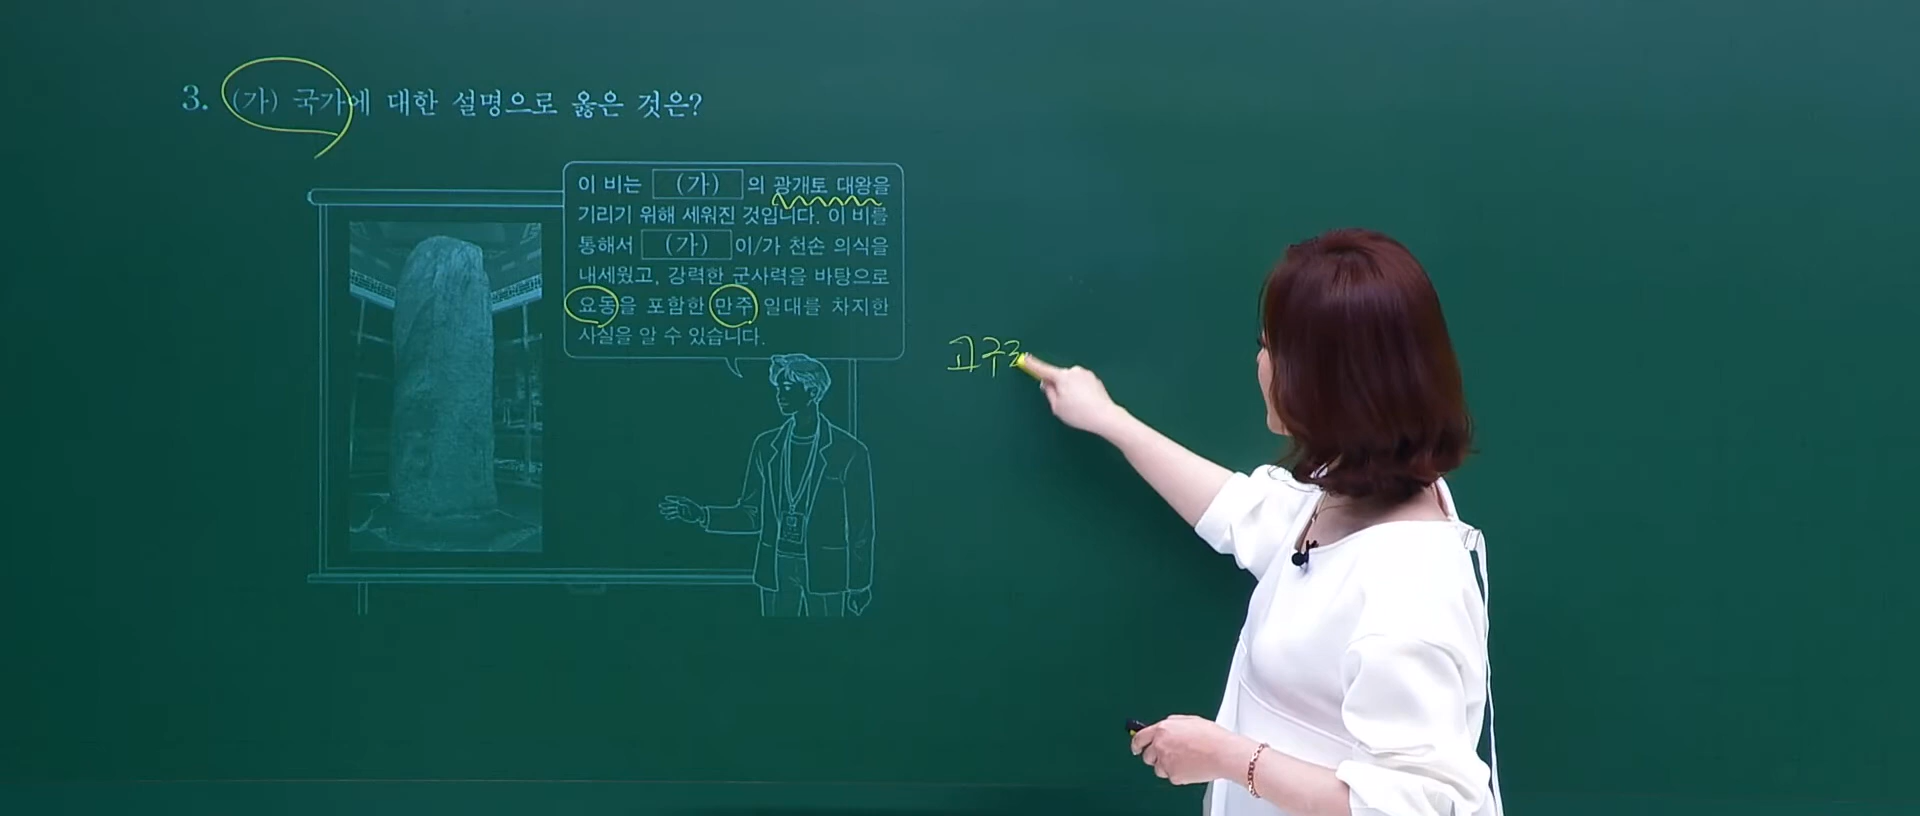 3. (가) 국가에 대한 설명으로 옳은 것은?
이 비는 (가) 의 광개토 대왕을
기리기 위해 세워진 것입니다. 이 비를
통해서 (가) 이/가 천손 의식을
내세웠고, 강력한 군사력을 바탕으로
요동을 포함한 만주 일대를 차지한
사실을 알 수 있습니다.
고구